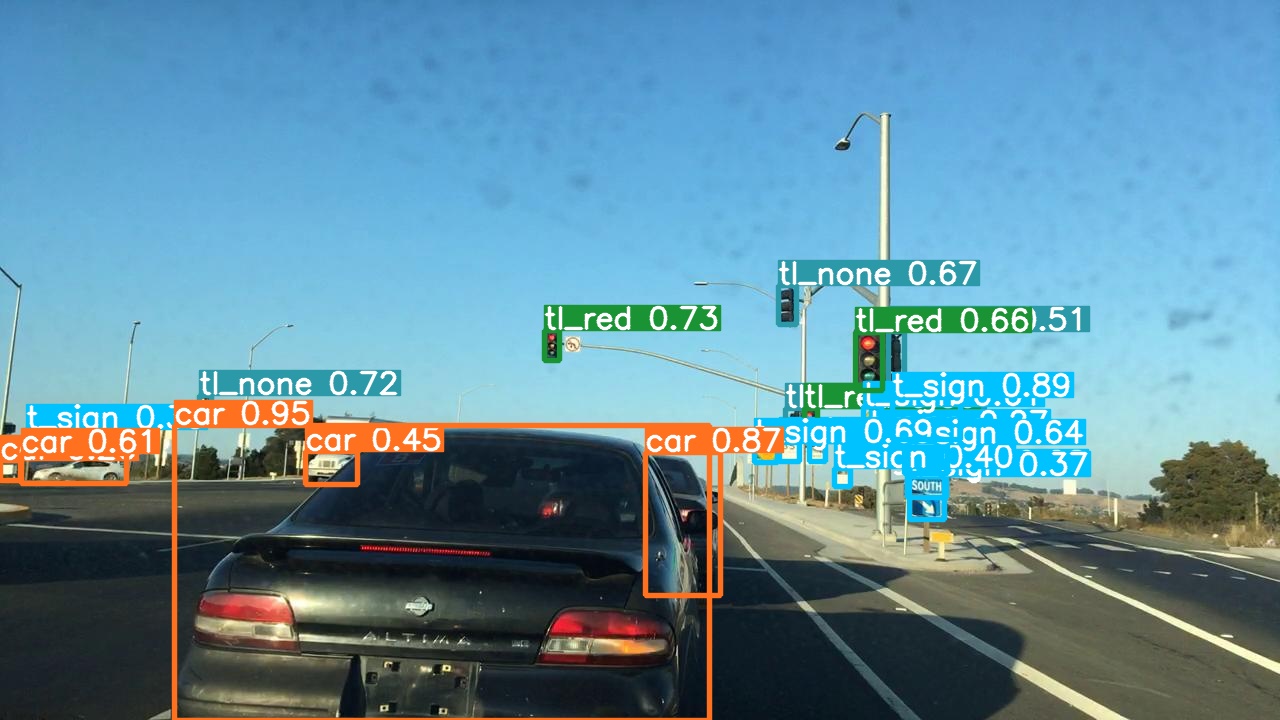 tl_none 0.67
tl_red 0.73
tl_red 0.66
.51
tl_none 0.72
t_sign 0.89
t_sign 0.
car 0.95
car 0.61
car 0.45
car 0.87
sign 0.69
sign 0.64
t_sign 0.40
0.37
SOUTH
ALTIMA